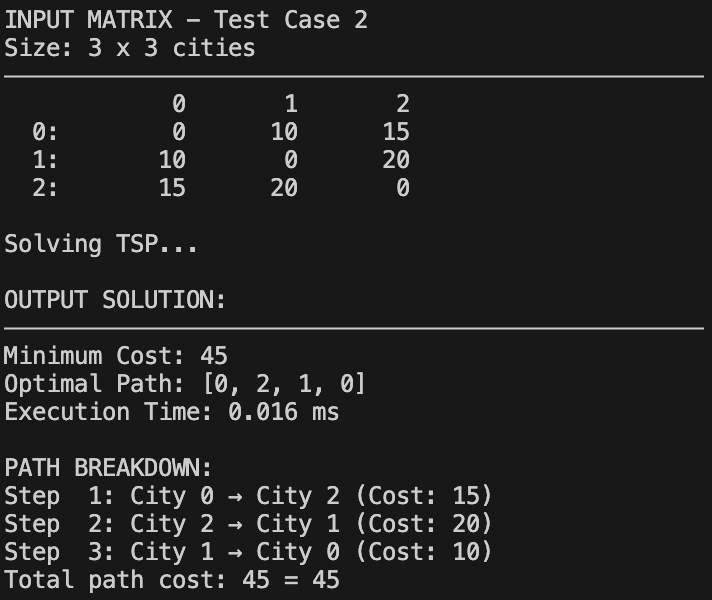 INPUT MATRIX – Test Case 2
Size: 3 x 3 cities
0 1 2
0: 0 10 15
1: 10 0 20
2: 15 20 0
Solving TSP...
OUTPUT SOLUTION:
Minimum Cost: 45
Optimal Path: [0, 2, 1, 0]
Execution Time: 0.016 ms
PATH BREAKDOWN:
Step 1: City 0 → City 2 (Cost: 15)
Step 2: City 2 → City 1 (Cost: 20)
Step 3: City 1 → City 0 (Cost: 10)
Total path cost: 45 = 45